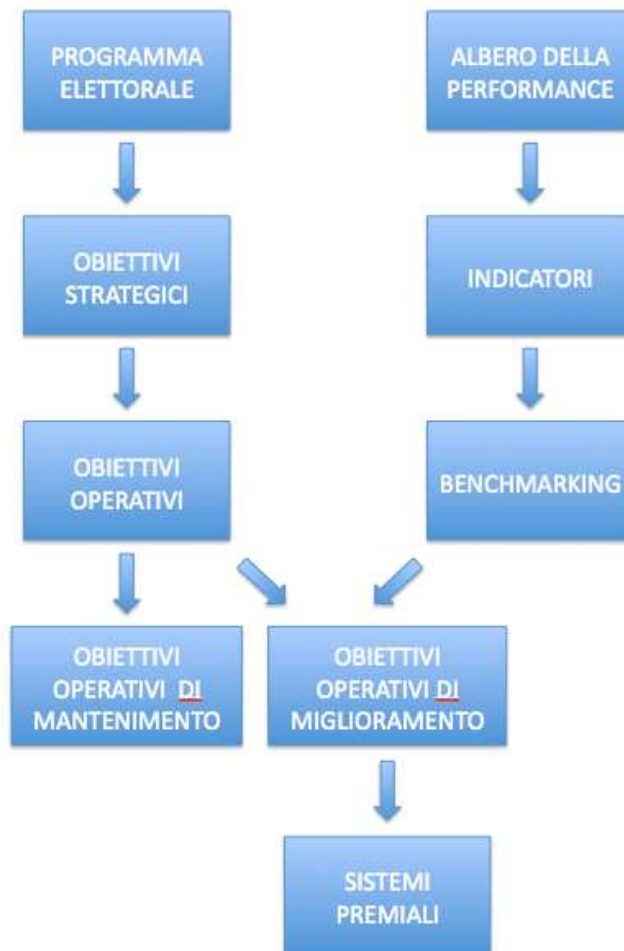 PROGRAMMA
ELETTORALE
ALBERO DELLA
PERFORMANCE
OBIETTIVI
STRATEGICI
INDICATORI
OBIETTIVI
OPERATIVI
BENCHMARKING
OBIETTIVI
OPERATIVI DI
MANTENIMENTO
OBIETTIVI
OPERATIVI DI
MIGLIORAMENTO
SISTEMI
PREMIALI